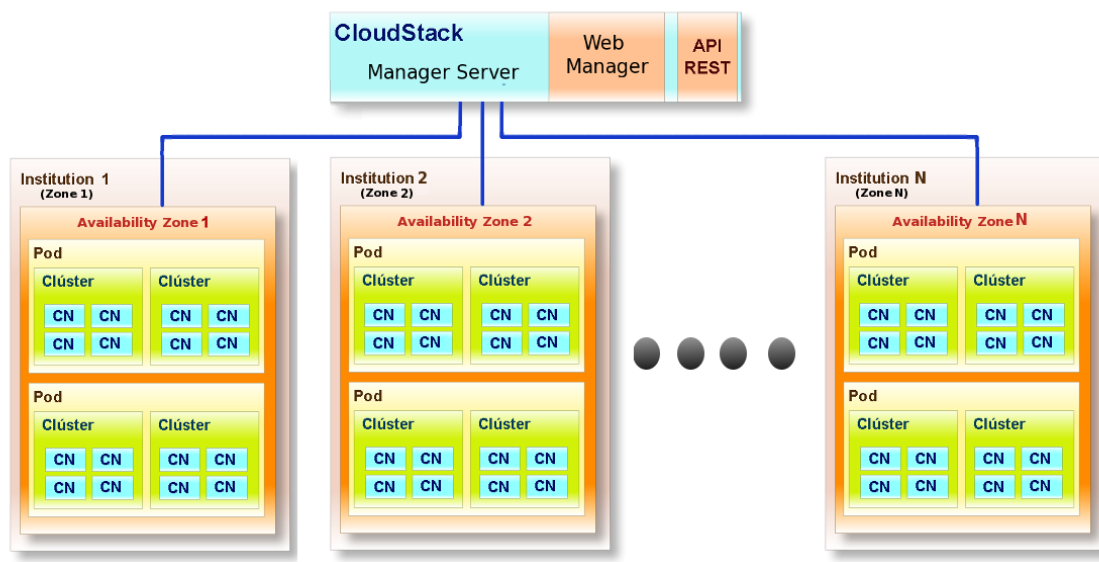 CloudStack
Manager Server
Web
Manager
API
REST
Institution 1
(Zone 1)
Availability Zone 1
Pod
Clúster
Clúster
CN CN CN CN
CN CN CN CN
Pod
Clúster
Clúster
CN CN CN CN
CN CN CN CN
Institution 2
(Zone 2)
Availability Zone 2
Pod
Clúster
Clúster
CN CN CN CN
CN CN CN CN
Pod
Clúster
Clúster
CN CN CN CN
CN CN CN CN
Institution N
(Zone N)
Availability Zone N
Pod
Clúster
Clúster
CN CN CN CN
CN CN CN CN
Pod
Clúster
Clúster
CN CN CN CN
CN CN CN CN